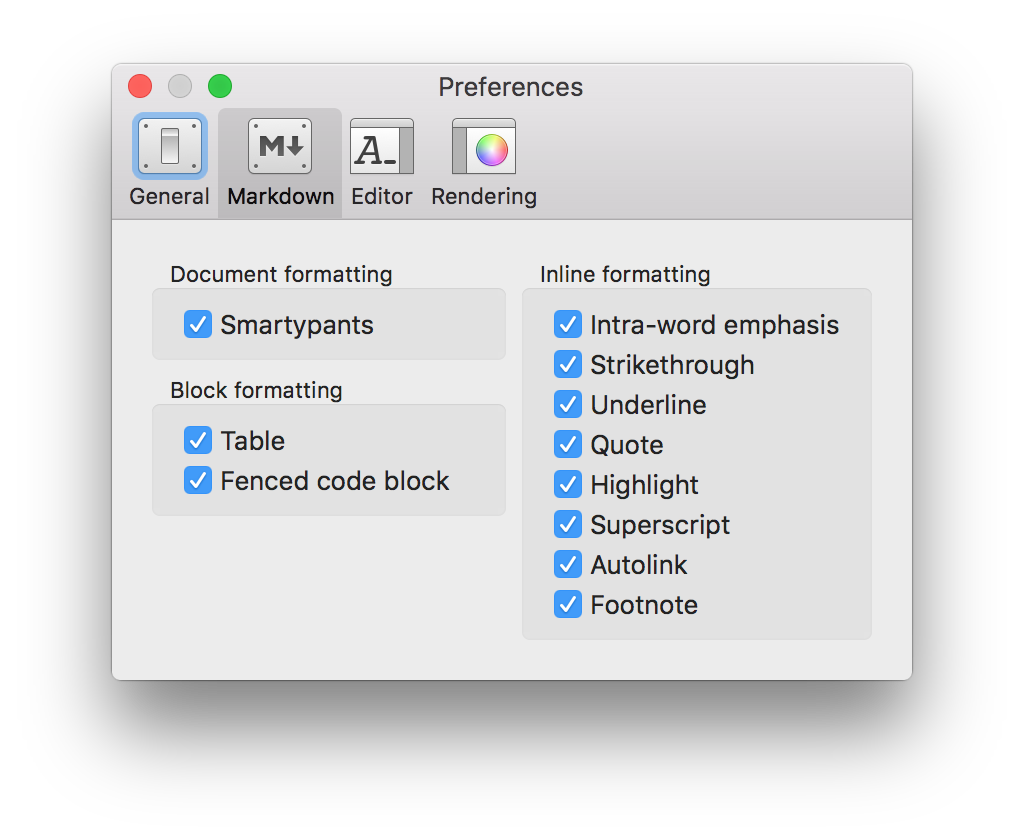 Preferences
General Markdown Editor Rendering
Document formatting
Smartypants
Block formatting
Table
Fenced code block
Inline formatting
Intra-word emphasis
Strikethrough
Underline
Quote
Highlight
Superscript
Autolink
Footnote